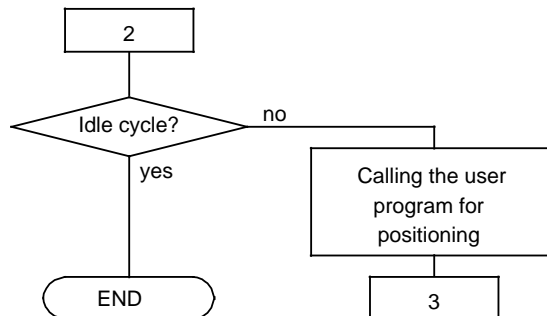 2
Idle cycle?
no
yes
Calling the user
program for
positioning
END
3